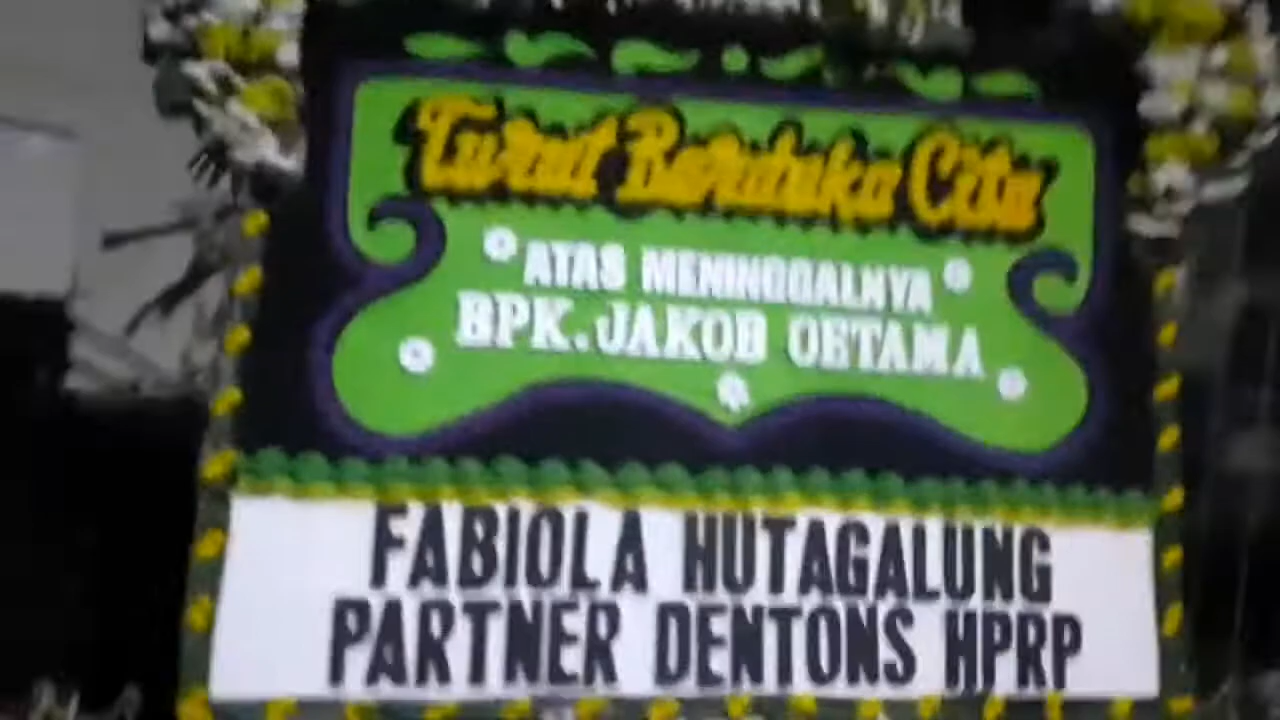 Turut Berduka Cita
ATAS MENINGGALNYA
BPK. JAKOB OETAMA
FABIOLA HUTAGALUNG
PARTNER DENTONS HPRP